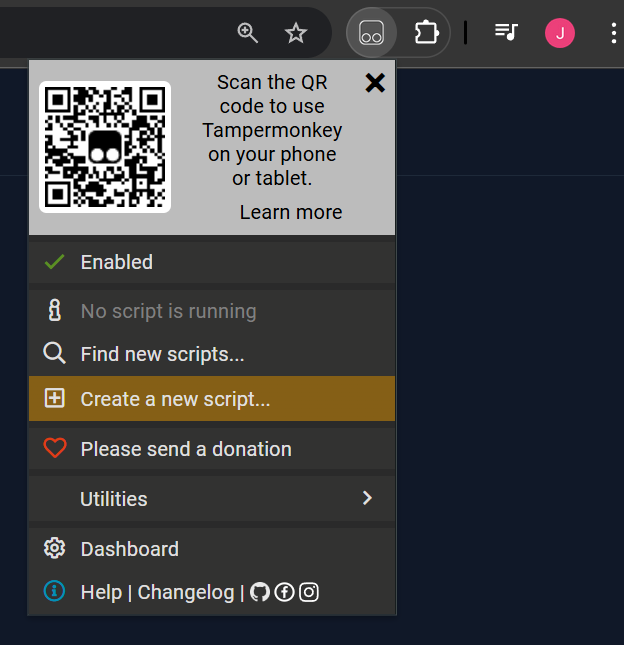 J
Scan the QR
code to use
Tampermonkey
on your phone
or tablet.
Learn more
Enabled
No script is running
Find new scripts...
Create a new script...
Please send a donation
Utilities
Dashboard
Help | Changelog |